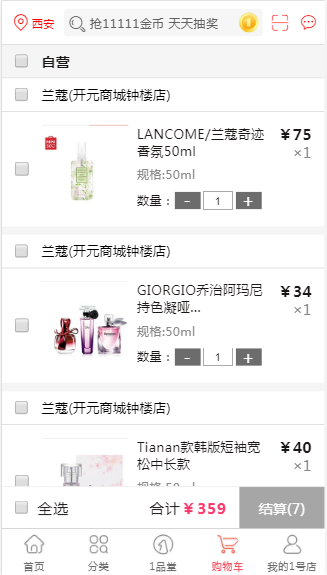 西安 抢11111金币 天天抽奖
自营
兰蔻(开元商城钟楼店)
LANCOME/兰蔻奇迹 ¥75
香氛50ml ×1
规格:50ml
数量: - 1 +
兰蔻(开元商城钟楼店)
GIORGIO乔治阿玛尼 ¥34
持色凝哑... ×1
规格:50ml
数量: - 1 +
兰蔻(开元商城钟楼店)
Tianan款韩版短袖宽 ¥40
松中长款 ×1
规格:50ml
全选 合计¥359 结算(7)
首页 分类 1品堂 购物车 我的1号店